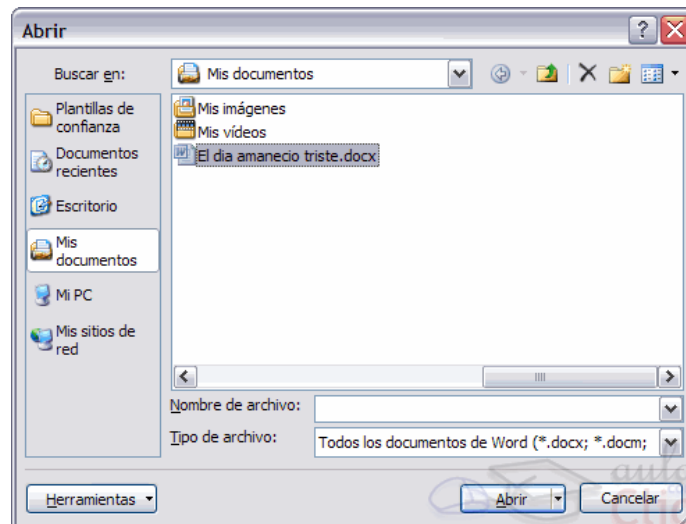 Abrir
Buscar en:
Mis documentos
Plantillas de
confianza
Documentos
recientes
Escritorio
Mis
documentos
Mi PC
Mis sitios de
red
Mis imágenes
Mis vídeos
El dia amanecio triste.docx
Nombre de archivo:
Tipo de archivo:
Todos los documentos de Word (*.docx; *.docm;
Herramientas
Abrir
Cancelar
aula
Clic